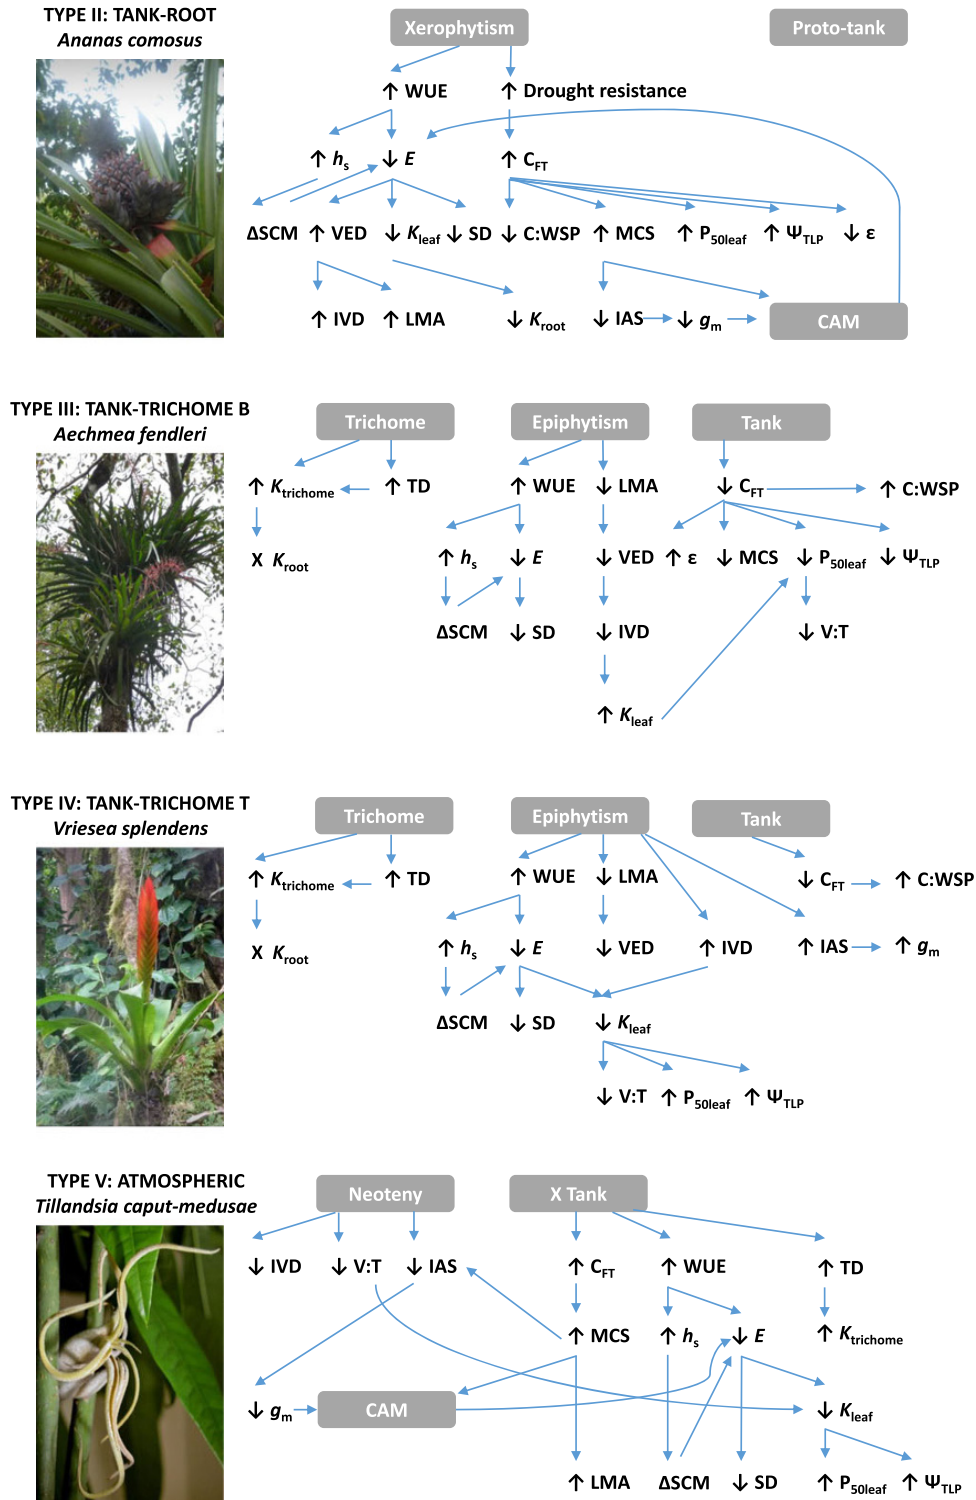 TYPE II: TANK-ROOT
Ananas comosus
Xerophytism
Proto-tank
↑ WUE ↑ Drought resistance
↑ hs ↓ E ↑ CFT
ΔSCM ↑ VED ↓ Kleaf ↓ SD ↓ C:WSP ↑ MCS ↑ P50leaf ↑ ΨTLP ↓ ε
↑ IVD ↑ LMA ↓ Kroot ↓ IAS ↓ gm CAM
TYPE III: TANK-TRICHOME B
Aechmea fendleri
Trichome Epiphytism Tank
↑ Ktrichome ↑ TD ↑ WUE ↓ LMA ↓ CFT ↑ C:WSP
X Kroot ↑ hs ↓ E ↓ VED ↑ ε ↓ MCS ↓ P50leaf ↓ ΨTLP
ΔSCM ↓ SD ↓ IVD ↓ V:T
↑ Kleaf
TYPE IV: TANK-TRICHOME T
Vriesea splendens
Trichome Epiphytism Tank
↑ Ktrichome ↑ TD ↑ WUE ↓ LMA ↓ CFT ↑ C:WSP
X Kroot ↑ hs ↓ E ↓ VED ↑ IVD ↑ IAS ↑ gm
ΔSCM ↓ SD ↓ Kleaf
↓ V:T ↑ P50leaf ↑ ΨTLP
TYPE V: ATMOSPHERIC
Tillandsia caput-medusae
Neoteny X Tank
↓ IVD ↓ V:T ↓ IAS ↑ CFT ↑ WUE ↑ TD
↑ MCS ↑ hs ↓ E ↑ Ktrichome
↓ gm CAM ↓ Kleaf
↑ LMA ΔSCM ↓ SD ↑ P50leaf ↑ ΨTLP